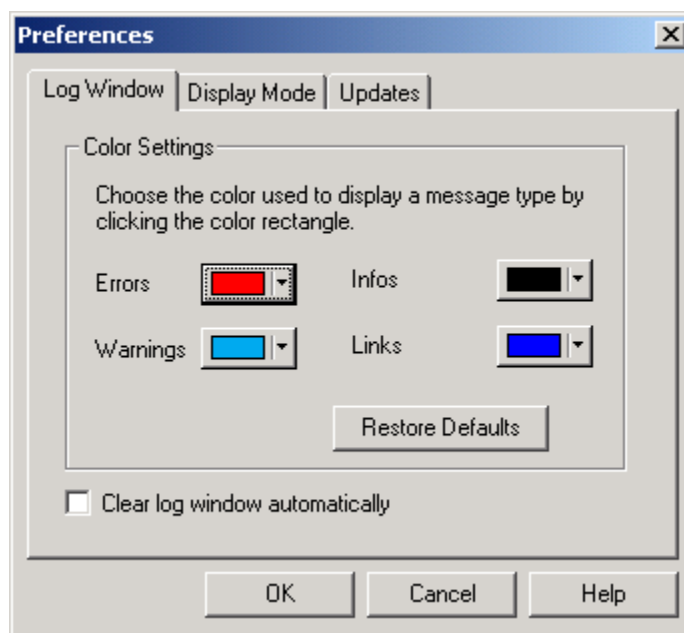 Preferences
Log Window Display Mode Updates
Color Settings
Choose the color used to display a message type by
clicking the color rectangle.
Errors Infos
Warnings Links
Restore Defaults
Clear log window automatically
OK Cancel Help